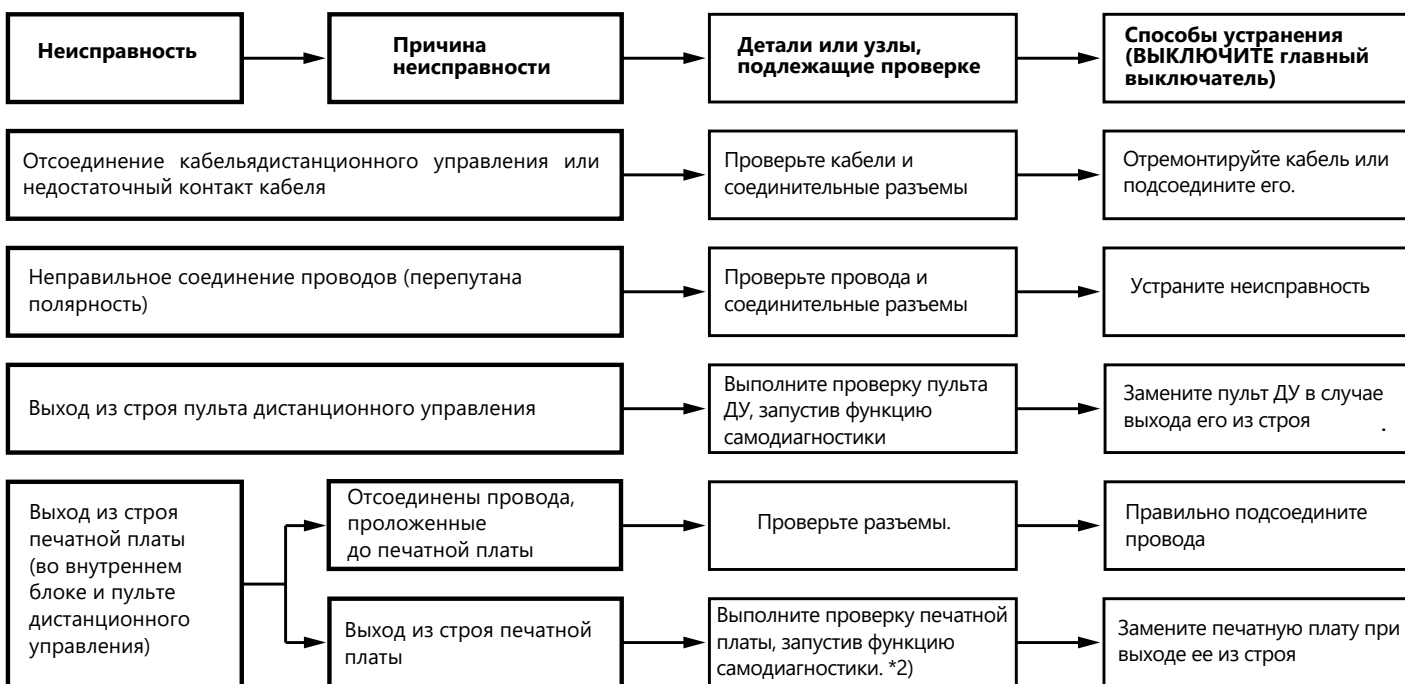 Неисправность
Причина
неисправности
Детали или узлы,
подлежащие проверке
Способы устранения
(ВЫКЛЮЧИТЕ главный
выключатель)
Отсоединение кабельядистанционного управления или
недостаточный контакт кабеля
Проверьте кабели и
соединительные разъемы
Отремонтируйте кабель или
подсоедините его.
Неправильное соединение проводов (перепутана
полярность)
Проверьте провода и
соединительные разъемы
Устраните неисправность
Выход из строя пульта дистанционного управления
Выполните проверку пульта
ДУ, запустив функцию
самодиагностики
Замените пульт ДУ в случае
выхода его из строя .
Выход из строя
печатной платы
(во внутреннем
блоке и пульте
дистанционного
управления)
Отсоединены провода,
проложенные
до печатной платы
Проверьте разъемы.
Правильно подсоедините
провода
Выход из строя печатной
платы
Выполните проверку печатной
платы, запустив функцию
самодиагностики. *2)
Замените печатную плату при
выходе ее из строя